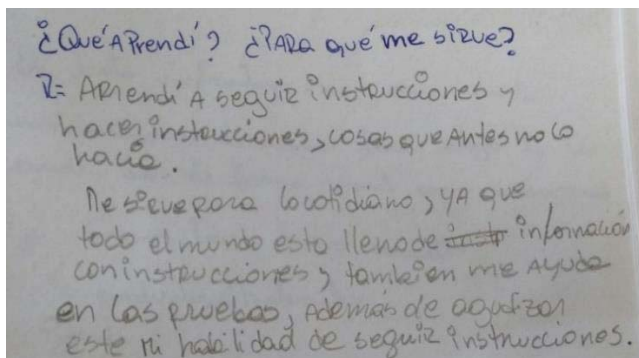 ¿Qué aprendí? ¿Para qué me sirve?
R= Aprendí a seguir instrucciones y
hacer instrucciones, cosas que antes no lo
hacía.
Me sirve para lo cotidiano, ya que
todo el mundo esta lleno de información
con instrucciones, y tambien me ayuda
en las pruebas, además de agudizar
este mi habilidad de seguir instrucciones.